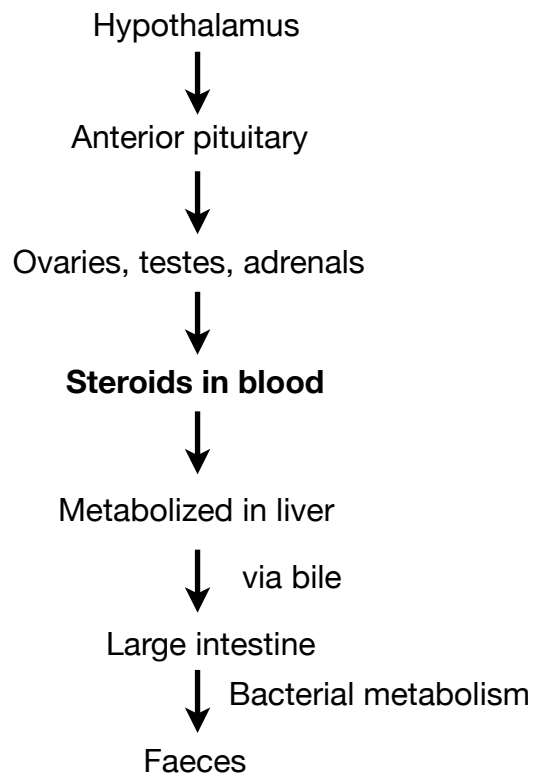 Hypothalamus
Anterior pituitary
Ovaries, testes, adrenals
Steroids in blood
Metabolized in liver
via bile
Large intestine
Bacterial metabolism
Faeces